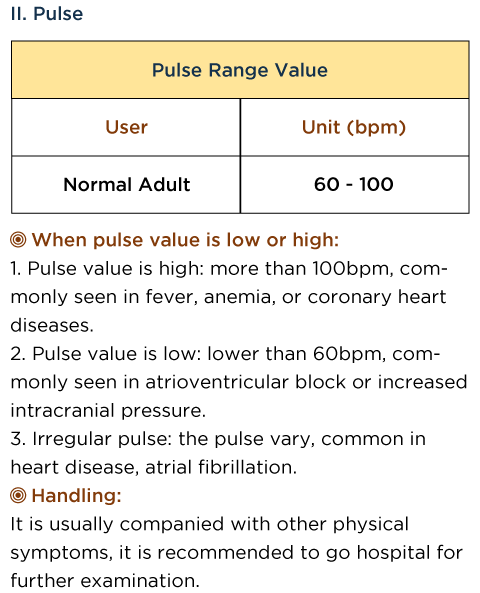 II. Pulse
Pulse Range Value
User
Unit (bpm)
Normal Adult
60 - 100
When pulse value is low or high:
1. Pulse value is high: more than 100bpm, com-
monly seen in fever, anemia, or coronary heart
diseases.
2. Pulse value is low: lower than 60bpm, com-
monly seen in atrioventricular block or increased
intracranial pressure.
3. Irregular pulse: the pulse vary, common in
heart disease, atrial fibrillation.
Handling:
It is usually companied with other physical
symptoms, it is recommended to go hospital for
further examination.